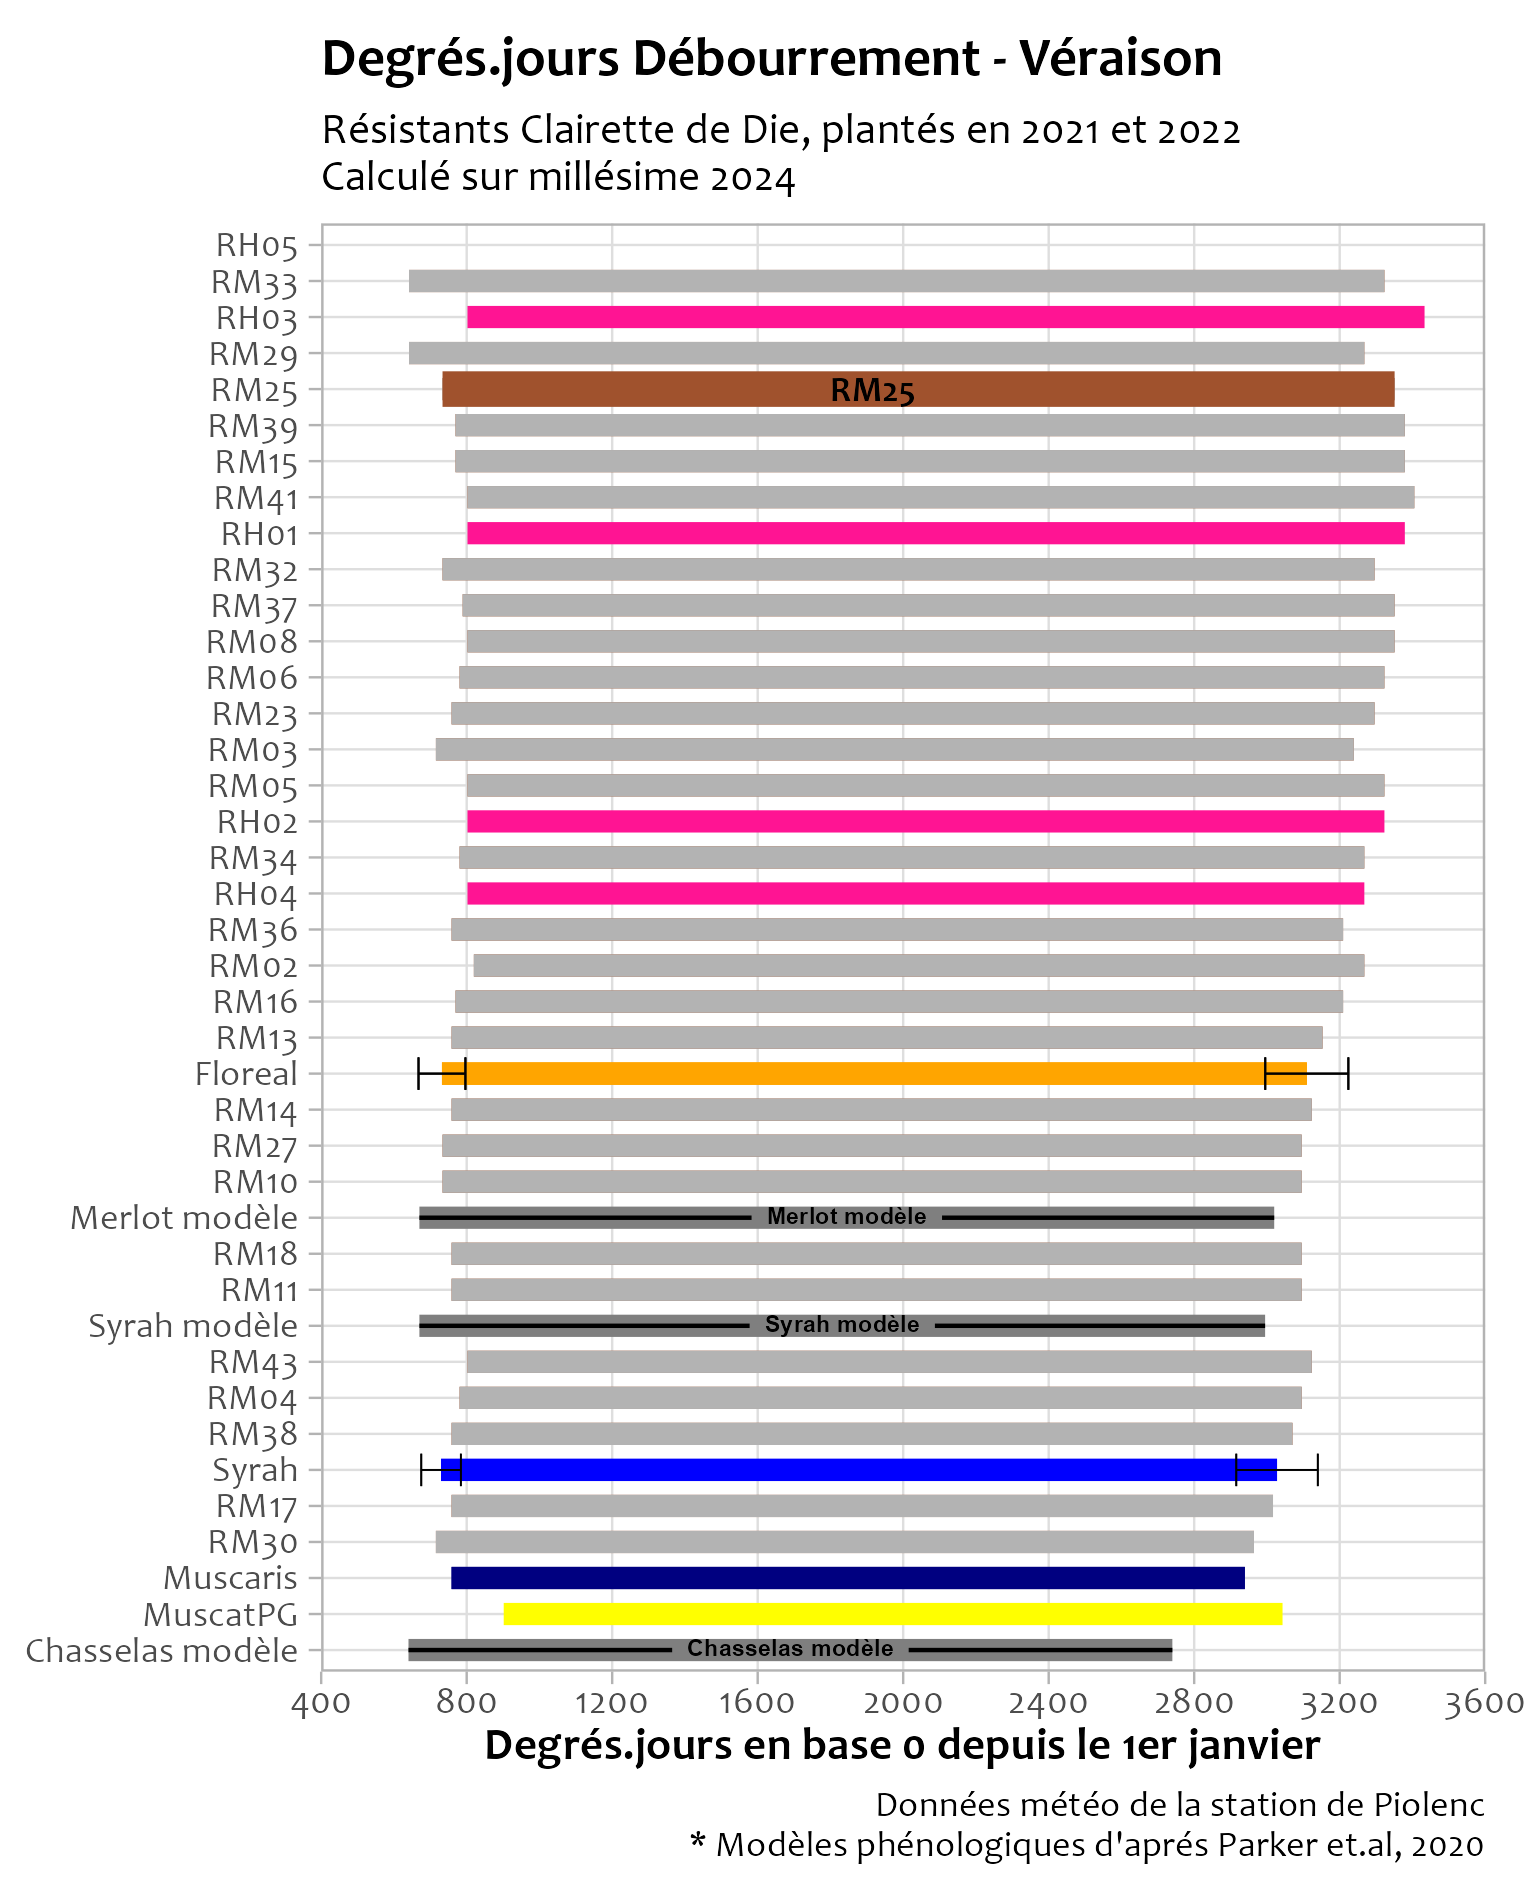 Degrés.jours Débourrement - Véraison
Résistants Clairette de Die, plantés en 2021 et 2022
Calculé sur millésime 2024
RH05
RM33
RH03
RM29
RM25
RM25
RM39
RM15
RM41
RH01
RM32
RM37
RM08
RM06
RM23
RM03
RM05
RH02
RM34
RH04
RM36
RM02
RM16
RM13
Floreal
RM14
RM27
RM10
Merlot modèle
Merlot modèle
RM18
RM11
Syrah modèle
Syrah modèle
RM43
RM04
RM38
Syrah
RM17
RM30
Muscaris
MuscatPG
Chasselas modèle
Chasselas modèle
400 800 1200 1600 2000 2400 2800 3200 3600
Degrés.jours en base 0 depuis le 1er janvier
Données météo de la station de Piolenc
* Modèles phénologiques d'aprés Parker et.al, 2020